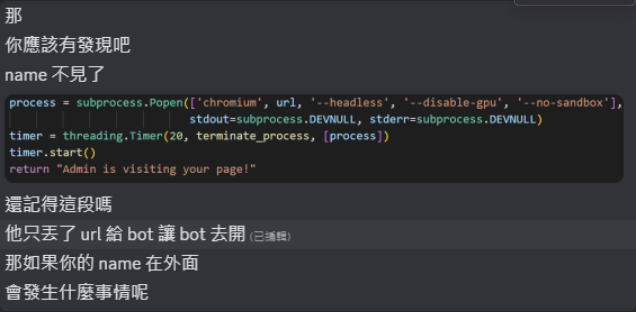 那
你應該有發現吧
name 不見了
process = subprocess.Popen(['chromium', url, '--headless', '--disable-gpu', '--no-sandbox'],
stdout=subprocess.DEVNULL, stderr=subprocess.DEVNULL)
timer = threading.Timer(20, terminate_process, [process])
timer.start()
return "Admin is visiting your page!"
還記得這段嗎
他只丟了 url 給 bot 讓 bot 去開 (已編輯)
那如果你的 name 在外面
會發生什麼事情呢